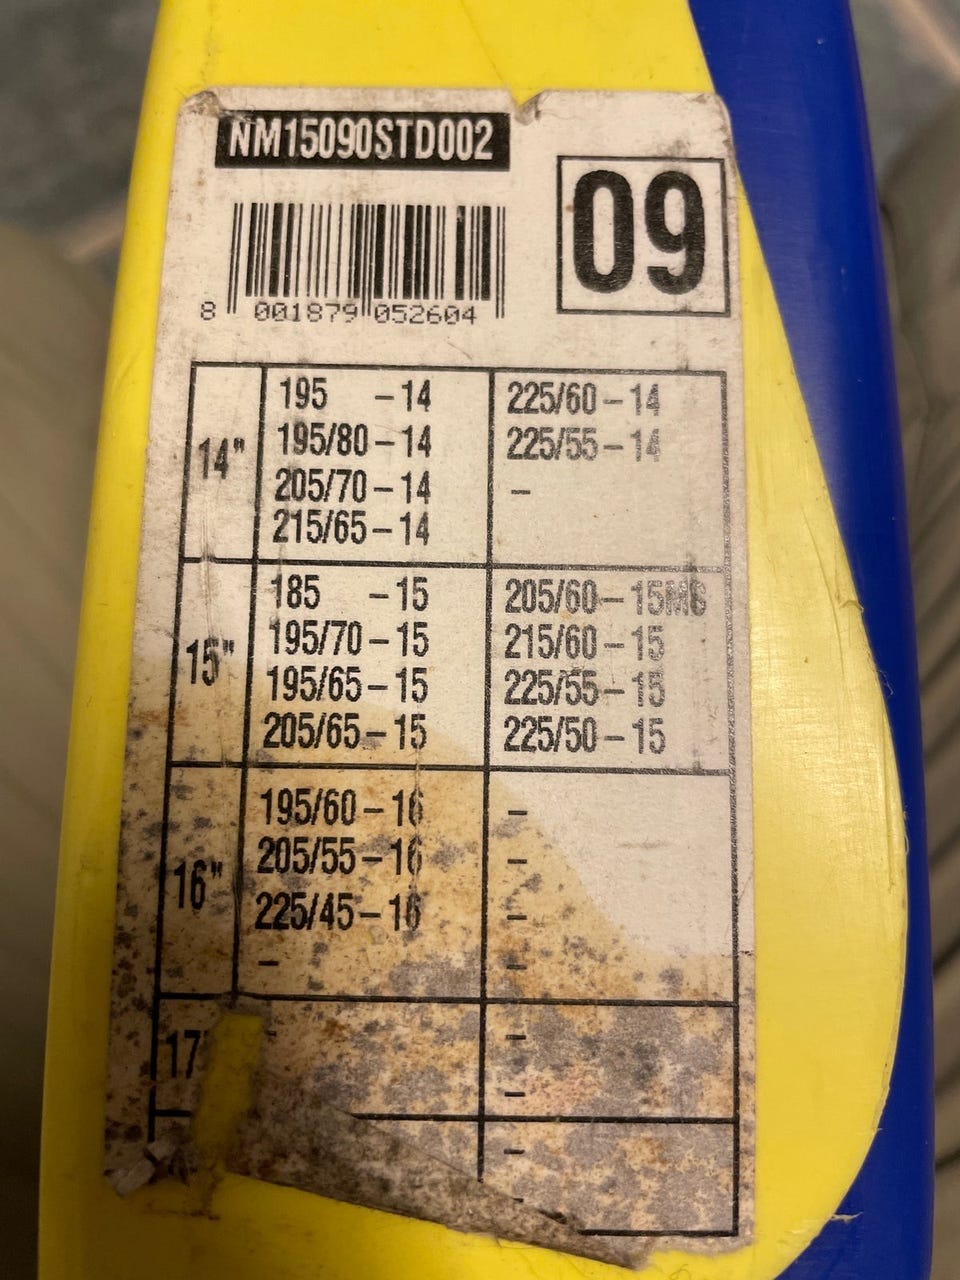 NM15090STD002
09
8 001879 052604
14"
195 – 14
195/80 – 14
205/70 – 14
215/65 – 14
225/60 – 14
225/55 – 14
–
15"
185 – 15
195/70 – 15
195/65 – 15
205/65 – 15
205/60 – 15MG
215/60 – 15
225/55 – 15
225/50 – 15
16"
195/60 – 16
205/55 – 16
225/45 – 16
–
–
–
–
–
17"
–
–
–
–